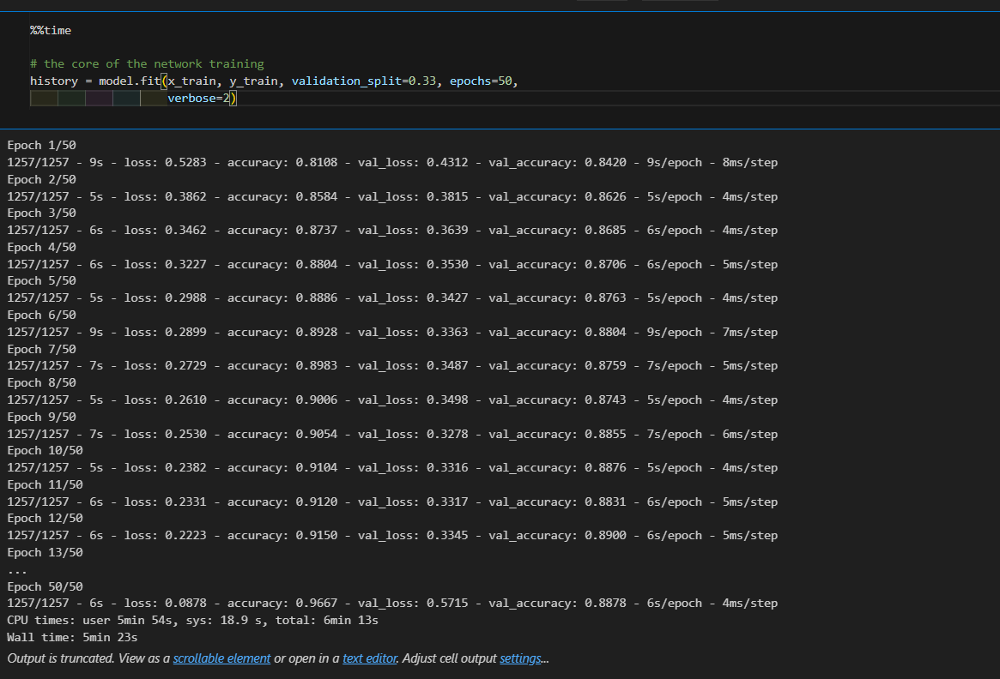 %%time
# the core of the network training
history = model.fit(x_train, y_train, validation_split=0.33, epochs=50,
verbose=2)
Epoch 1/50
1257/1257 - 9s - loss: 0.5283 - accuracy: 0.8108 - val_loss: 0.4312 - val_accuracy: 0.8420 - 9s/epoch - 8ms/step
Epoch 2/50
1257/1257 - 5s - loss: 0.3862 - accuracy: 0.8584 - val_loss: 0.3815 - val_accuracy: 0.8626 - 5s/epoch - 4ms/step
Epoch 3/50
1257/1257 - 6s - loss: 0.3462 - accuracy: 0.8737 - val_loss: 0.3639 - val_accuracy: 0.8685 - 6s/epoch - 4ms/step
Epoch 4/50
1257/1257 - 6s - loss: 0.3227 - accuracy: 0.8804 - val_loss: 0.3530 - val_accuracy: 0.8706 - 6s/epoch - 5ms/step
Epoch 5/50
1257/1257 - 5s - loss: 0.2988 - accuracy: 0.8886 - val_loss: 0.3427 - val_accuracy: 0.8763 - 5s/epoch - 4ms/step
Epoch 6/50
1257/1257 - 9s - loss: 0.2899 - accuracy: 0.8928 - val_loss: 0.3363 - val_accuracy: 0.8804 - 9s/epoch - 7ms/step
Epoch 7/50
1257/1257 - 7s - loss: 0.2729 - accuracy: 0.8983 - val_loss: 0.3487 - val_accuracy: 0.8759 - 7s/epoch - 5ms/step
Epoch 8/50
1257/1257 - 5s - loss: 0.2610 - accuracy: 0.9006 - val_loss: 0.3498 - val_accuracy: 0.8743 - 5s/epoch - 4ms/step
Epoch 9/50
1257/1257 - 7s - loss: 0.2530 - accuracy: 0.9054 - val_loss: 0.3278 - val_accuracy: 0.8855 - 7s/epoch - 6ms/step
Epoch 10/50
1257/1257 - 5s - loss: 0.2382 - accuracy: 0.9104 - val_loss: 0.3316 - val_accuracy: 0.8876 - 5s/epoch - 4ms/step
Epoch 11/50
1257/1257 - 6s - loss: 0.2331 - accuracy: 0.9120 - val_loss: 0.3317 - val_accuracy: 0.8831 - 6s/epoch - 5ms/step
Epoch 12/50
1257/1257 - 6s - loss: 0.2223 - accuracy: 0.9150 - val_loss: 0.3345 - val_accuracy: 0.8900 - 6s/epoch - 5ms/step
Epoch 13/50
...
Epoch 50/50
1257/1257 - 6s - loss: 0.0878 - accuracy: 0.9667 - val_loss: 0.5715 - val_accuracy: 0.8878 - 6s/epoch - 4ms/step
CPU times: user 5min 54s, sys: 18.9 s, total: 6min 13s
Wall time: 5min 23s
Output is truncated. View as a scrollable element or open in a text editor. Adjust cell output settings...